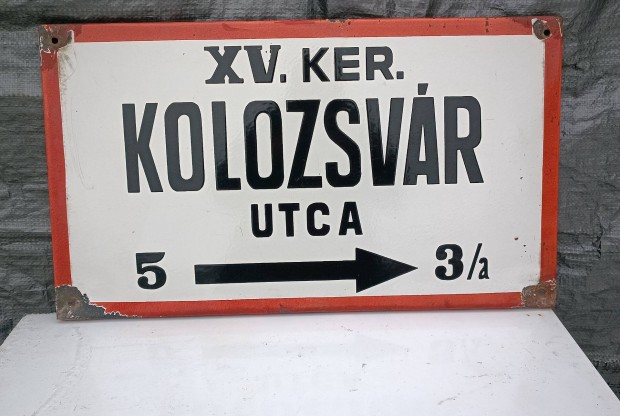 XV. KER.
KOLOZSVÁR
UTCA
5 3/a